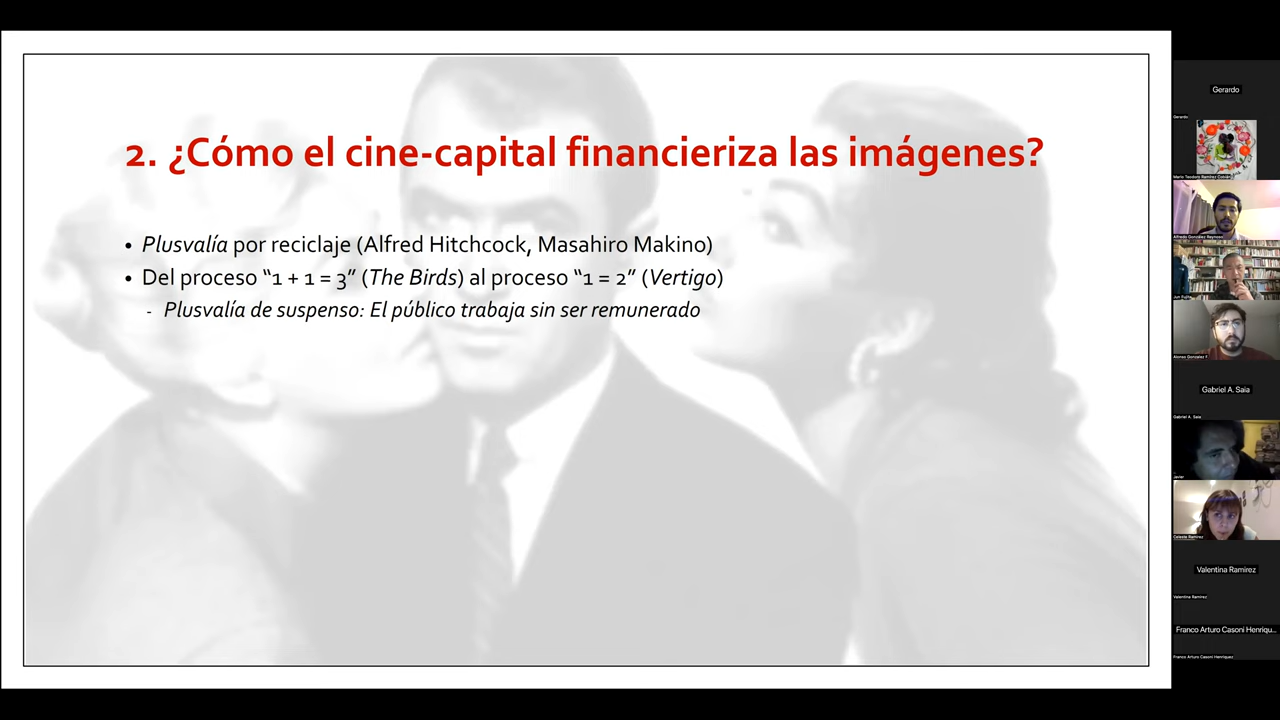 2. ¿Cómo el cine-capital financieriza las imágenes?
• Plusvalía por reciclaje (Alfred Hitchcock, Masahiro Makino)
• Del proceso “1 + 1 = 3” (The Birds) al proceso “1 = 2” (Vertigo)
- Plusvalía de suspenso: El público trabaja sin ser remunerado
Gerardo
Gerardo
Mario Teodoro Ramírez Cobián
Alfredo González Reynoso
Jun Fujita
Alonso Gonzalez F
Gabriel A. Saia
Gabriel A. Saia
Javier
Celeste Ramírez
Valentina Ramirez
Valentina Ramirez
Franco Arturo Casoni Henriqu...
Franco Arturo Casoni Henriquez